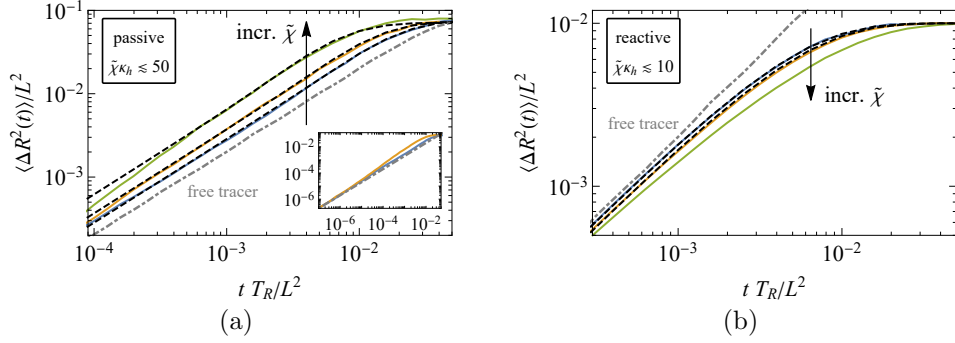 passive
χ̃κ_h ≲ 50
incr. χ̃
free tracer
10^{-2}
10^{-4}
10^{-6}
10^{-6} 10^{-4} 10^{-2}
10^{-1}
10^{-2}
10^{-3}
10^{-4} 10^{-3} 10^{-2}
⟨ΔR²(t)⟩/L²
t T_R/L²
(a)
reactive
χ̃κ_h ≲ 10
incr. χ̃
free tracer
10^{-2}
10^{-3}
10^{-3} 10^{-2}
⟨ΔR²(t)⟩/L²
t T_R/L²
(b)